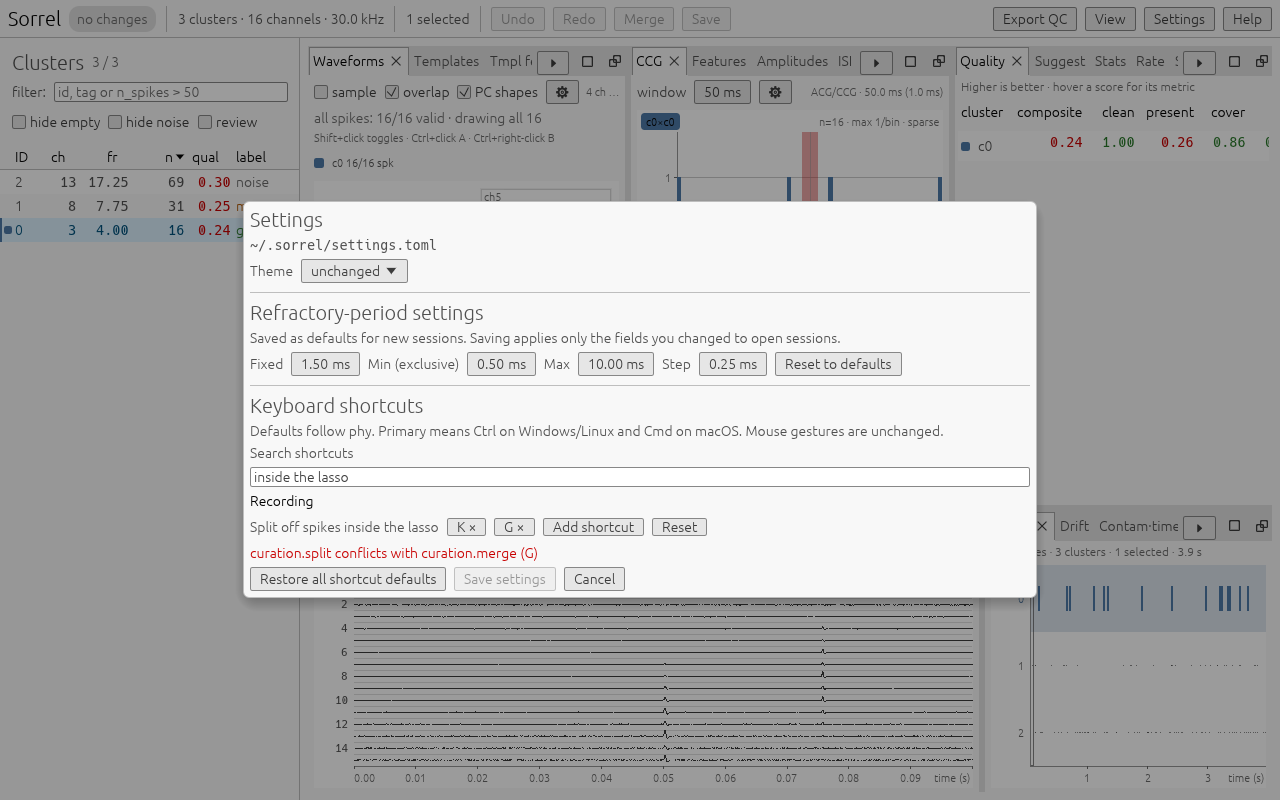 Sorrel no changes 3 clusters · 16 channels · 30.0 kHz 1 selected Undo Redo Merge Save Export QC View Settings Help
Clusters 3 / 3
filter: id, tag or n_spikes > 50
hide empty hide noise review
ID ch fr n qual label
2 13 17.25 69 0.30 noise
1 8 7.75 31 0.25
0 3 4.00 16 0.24
Waveforms Templates Tmpl
sample overlap PC shapes 4 ch …
all spikes: 16/16 valid · drawing all 16
Shift+click toggles · Ctrl+click A · Ctrl+right-click B
c0 16/16 spk
ch5
CCG Features Amplitudes ISI
window 50 ms ACG/CCG · 50.0 ms (1.0 ms)
c0×c0 n=16 · max 1/bin · sparse
1
Quality Suggest Stats Rate
Higher is better · hover a score for its metric
cluster composite clean present cover
c0 0.24 1.00 0.26 0.86
Settings
~/.sorrel/settings.toml
Theme unchanged
Refractory-period settings
Saved as defaults for new sessions. Saving applies only the fields you changed to open sessions.
Fixed 1.50 ms Min (exclusive) 0.50 ms Max 10.00 ms Step 0.25 ms Reset to defaults
Keyboard shortcuts
Defaults follow phy. Primary means Ctrl on Windows/Linux and Cmd on macOS. Mouse gestures are unchanged.
Search shortcuts
inside the lasso
Recording
Split off spikes inside the lasso K × G × Add shortcut Reset
curation.split conflicts with curation.merge (G)
Restore all shortcut defaults Save settings Cancel
2
4
6
8
10
12
14
0.00 0.01 0.02 0.03 0.04 0.05 0.06 0.07 0.08 0.09 time (s)
Drift Contam-time
· 3 clusters · 1 selected · 3.9 s
0
1
2
1 2 3 time (s)